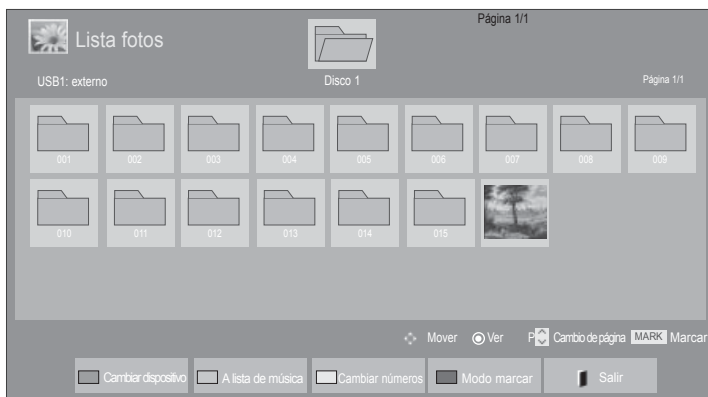 Página 1/1
Lista fotos
USB1: externo
Disco 1
Página 1/1
001 002 003 004 005 006 007 008 009
010 011 012 013 014 015
Mover Ver P Cambio de página MARK Marcar
Cambiar dispositivo A lista de música Cambiar números Modo marcar Salir